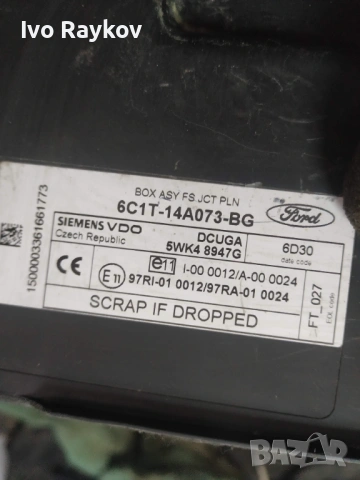 Ivo Raykov
BOX ASY FS JCT PLN
6C1T-14A073-BG
Ford
SIEMENS VDO
Czech Republic
DCUGA
5WK4 8947G
6D30
date code
CE
e11 I-00 0012/A-00 0024
E11 97RI-01 0012/97RA-01 0024
FT_027
EOL code
SCRAP IF DROPPED
1500003361661773
BAZAR